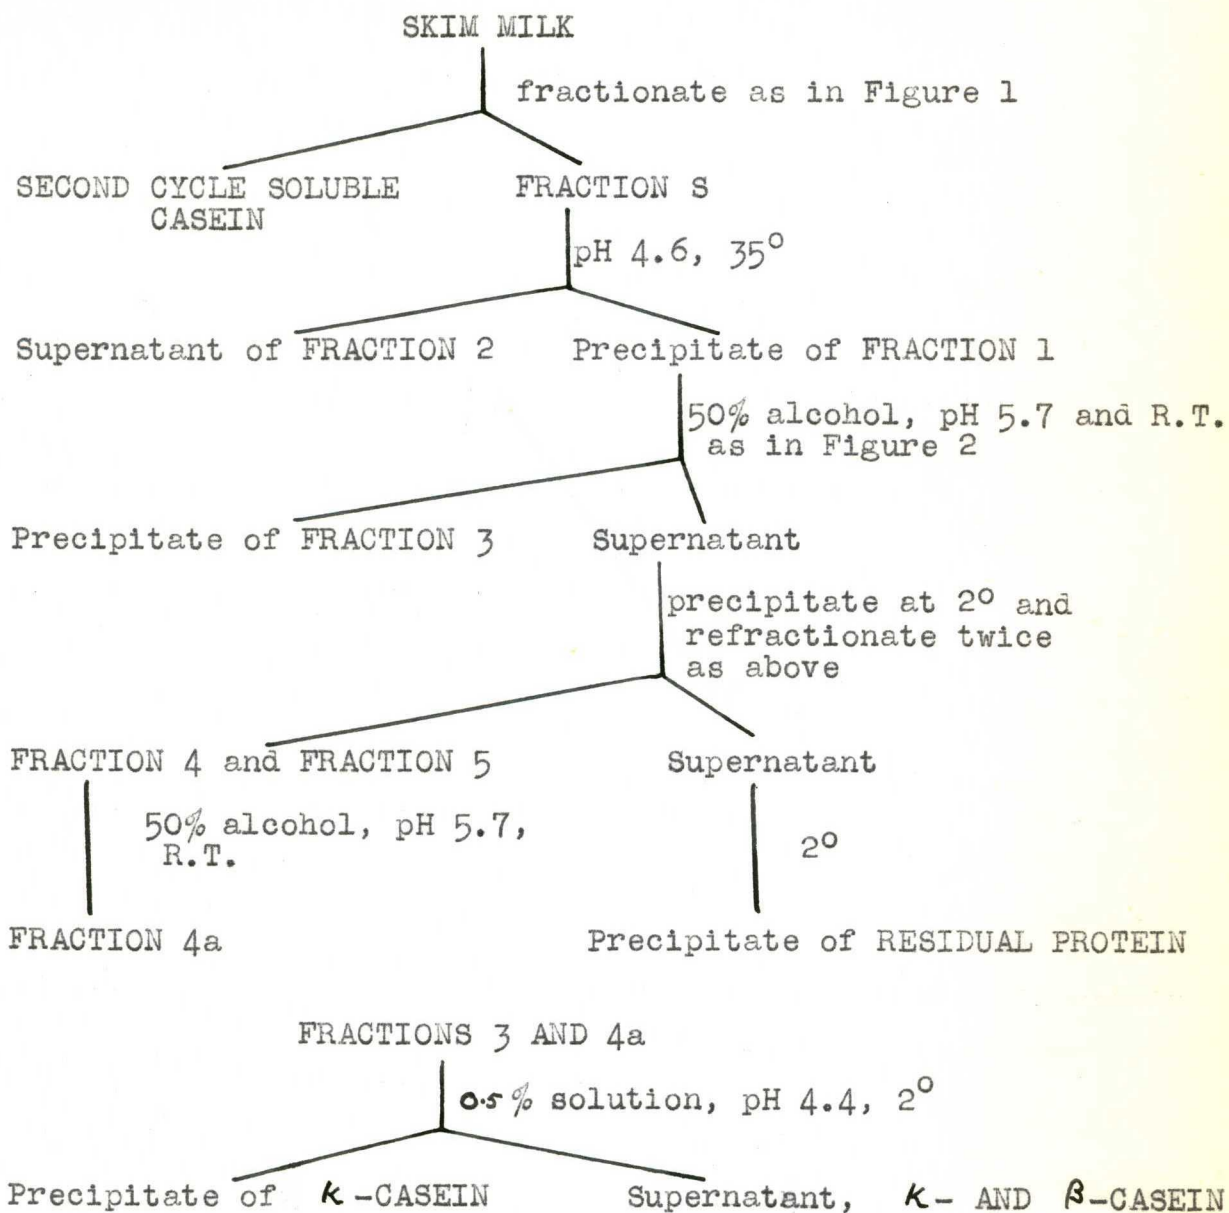 SKIM MILK
fractionate as in Figure 1
SECOND CYCLE SOLUBLE
CASEIN
FRACTION S
pH 4.6, 35°
Supernatant of FRACTION 2
Precipitate of FRACTION 1
50% alcohol, pH 5.7 and R.T.
as in Figure 2
Precipitate of FRACTION 3
Supernatant
precipitate at 2° and
refractionate twice
as above
FRACTION 4 and FRACTION 5
Supernatant
50% alcohol, pH 5.7,
R.T.
2°
FRACTION 4a
Precipitate of RESIDUAL PROTEIN
FRACTIONS 3 AND 4a
0.5% solution, pH 4.4, 2°
Precipitate of κ-CASEIN
Supernatant, κ- AND β-CASEIN